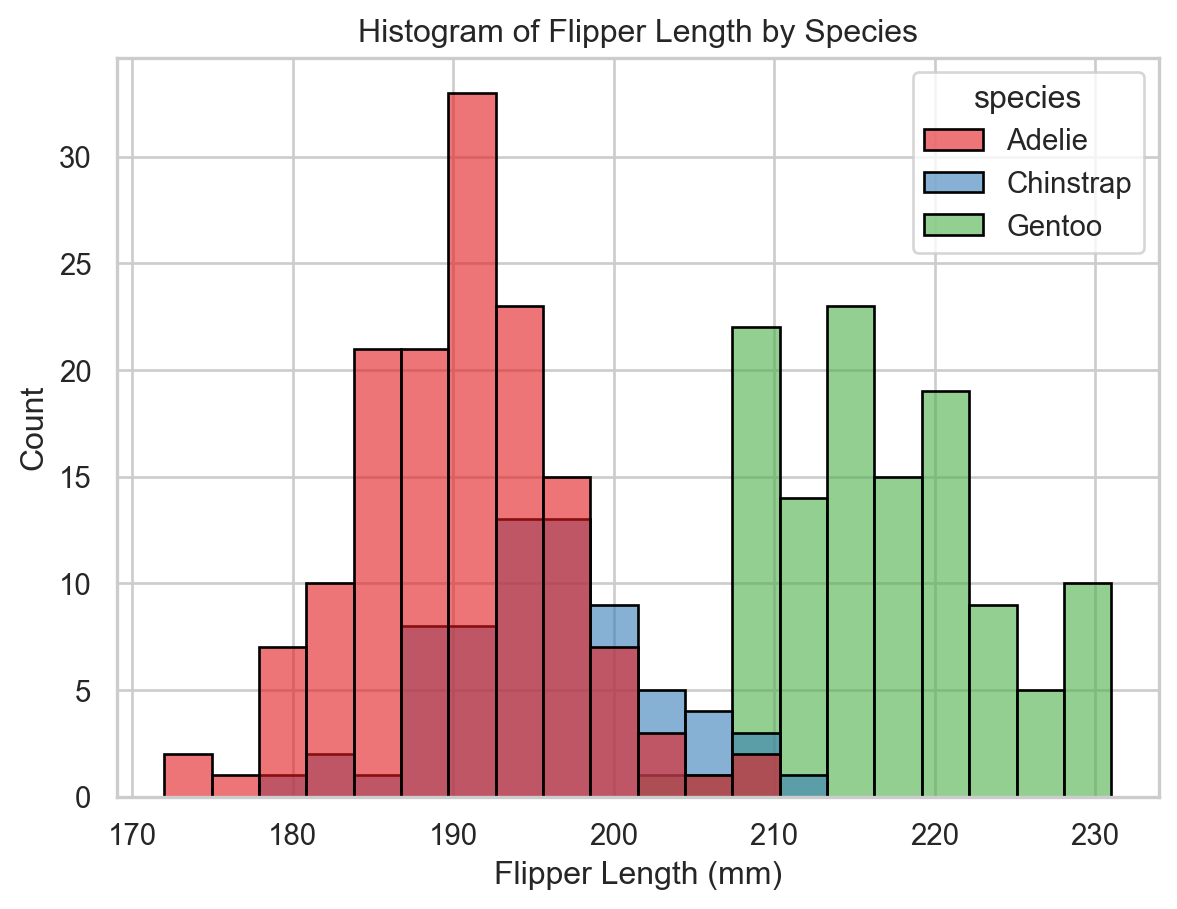 Histogram of Flipper Length by Species
species
Adelie
Chinstrap
Gentoo
30
25
20
15
10
5
0
Count
170 180 190 200 210 220 230
Flipper Length (mm)